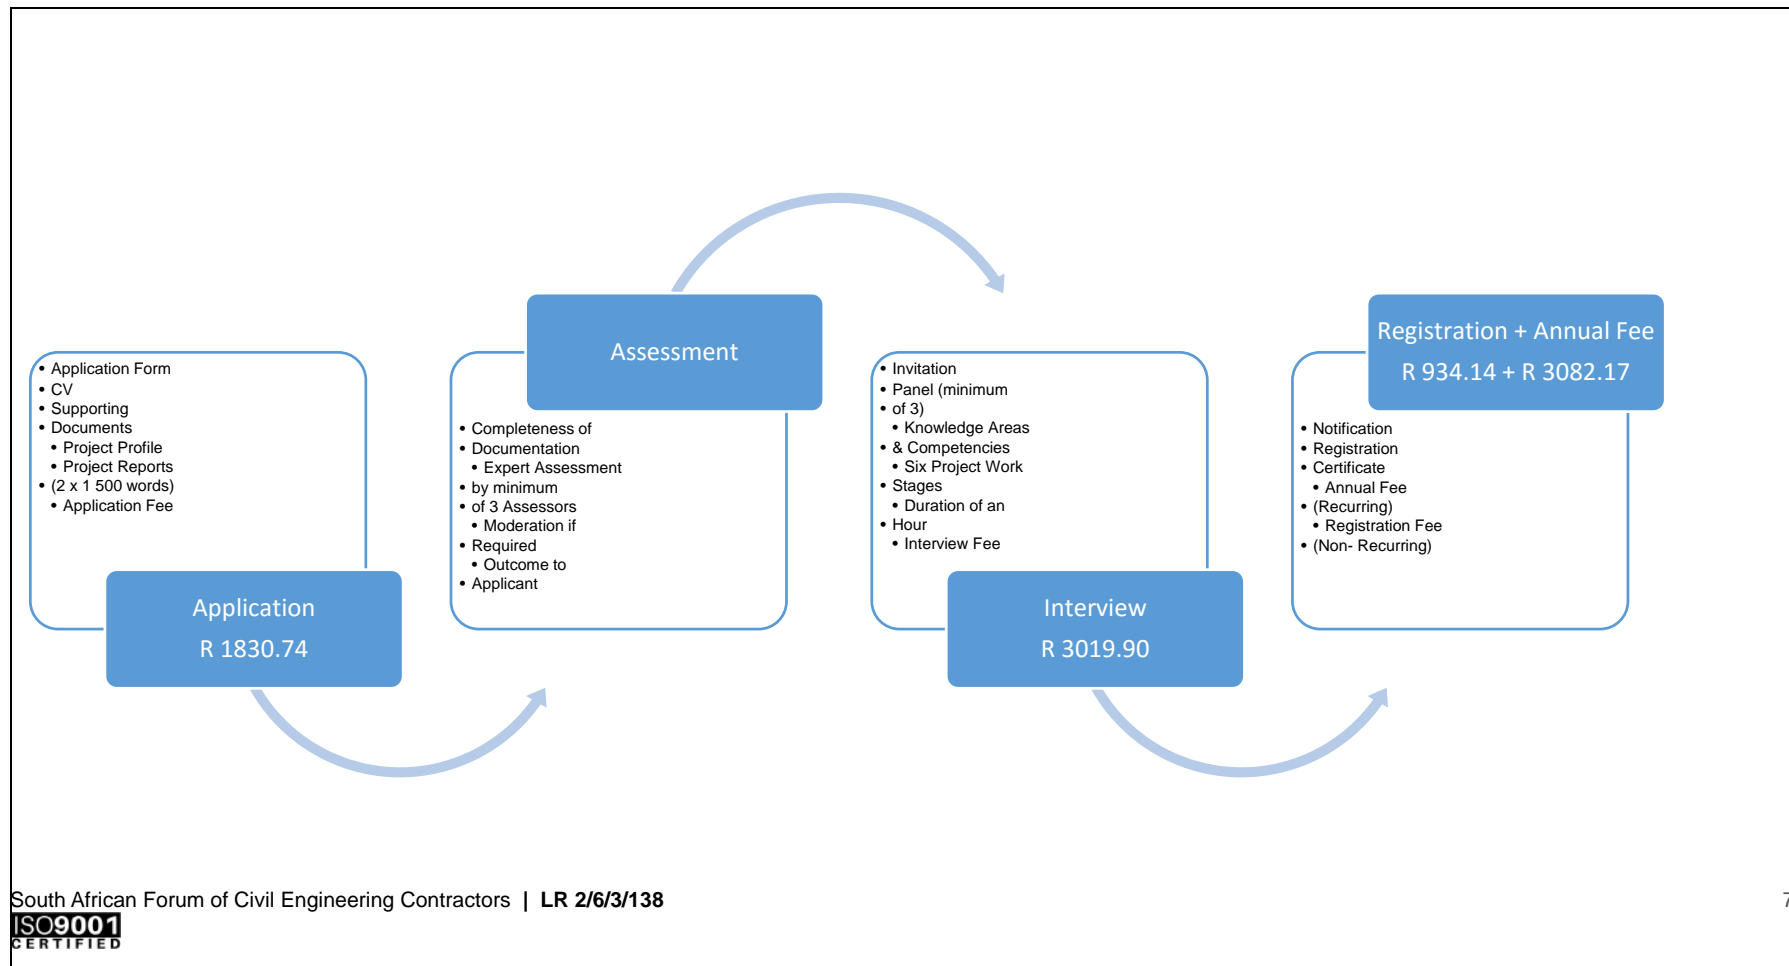 • Application Form
• CV
• Supporting
• Documents
• Project Profile
• Project Reports
• (2 x 1 500 words)
• Application Fee
Application
R 1830.74
Assessment
• Completeness of
• Documentation
• Expert Assessment
• by minimum
• of 3 Assessors
• Moderation if
• Required
• Outcome to
• Applicant
• Invitation
• Panel (minimum
• of 3)
• Knowledge Areas
• & Competencies
• Six Project Work
• Stages
• Duration of an
• Hour
• Interview Fee
Interview
R 3019.90
Registration + Annual Fee
R 934.14 + R 3082.17
• Notification
• Registration
• Certificate
• Annual Fee
• (Recurring)
• Registration Fee
• (Non- Recurring)
South African Forum of Civil Engineering Contractors | LR 2/6/3/138
7
ISO9001
CERTIFIED